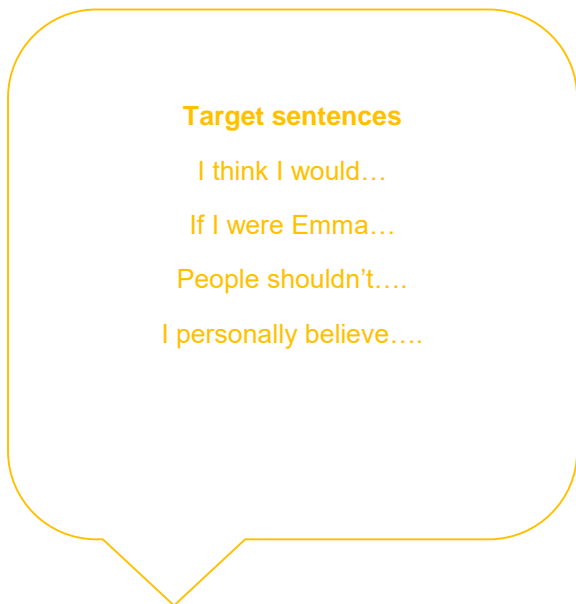 Target sentences
I think I would…
If I were Emma…
People shouldn’t….
I personally believe….